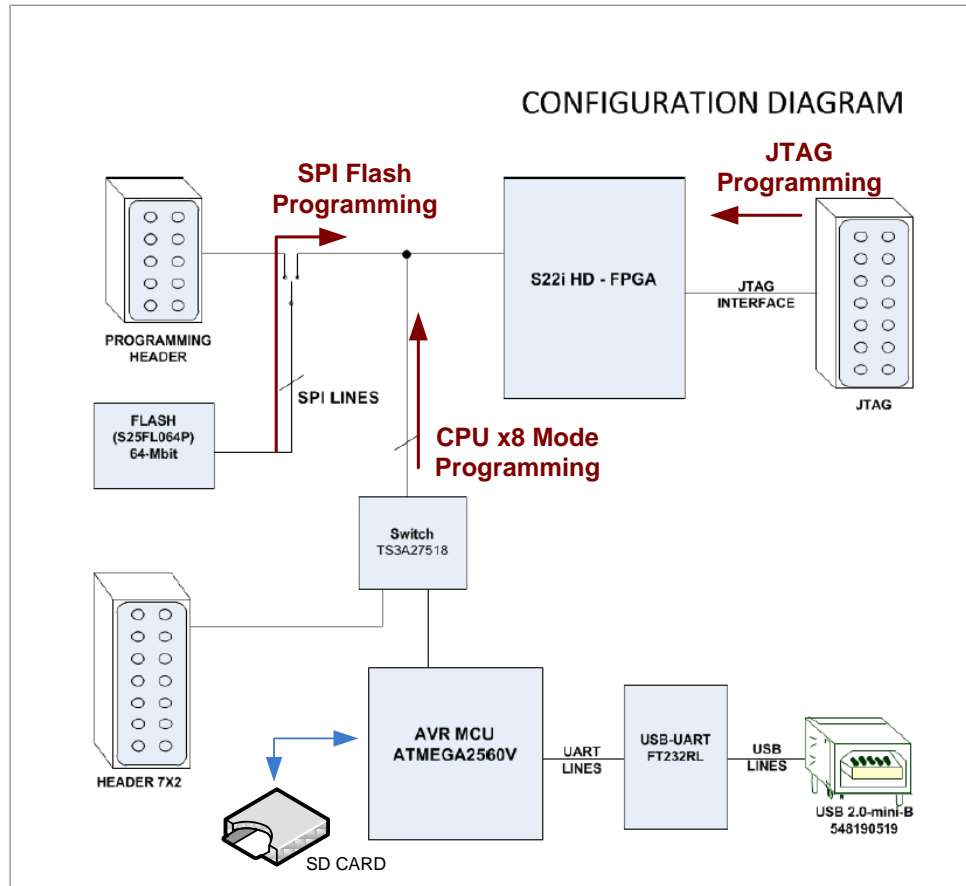 CONFIGURATION DIAGRAM
SPI Flash
Programming
JTAG
Programming
S22i HD - FPGA
JTAG
INTERFACE
PROGRAMMING
HEADER
SPI LINES
JTAG
FLASH
(S25FL064P)
64-Mbit
CPU x8 Mode
Programming
Switch
TS3A27518
AVR MCU
ATMEGA2560V
UART
LINES
USB-UART
FT232RL
USB
LINES
HEADER 7X2
USB 2.0-mini-B
548190519
SD CARD